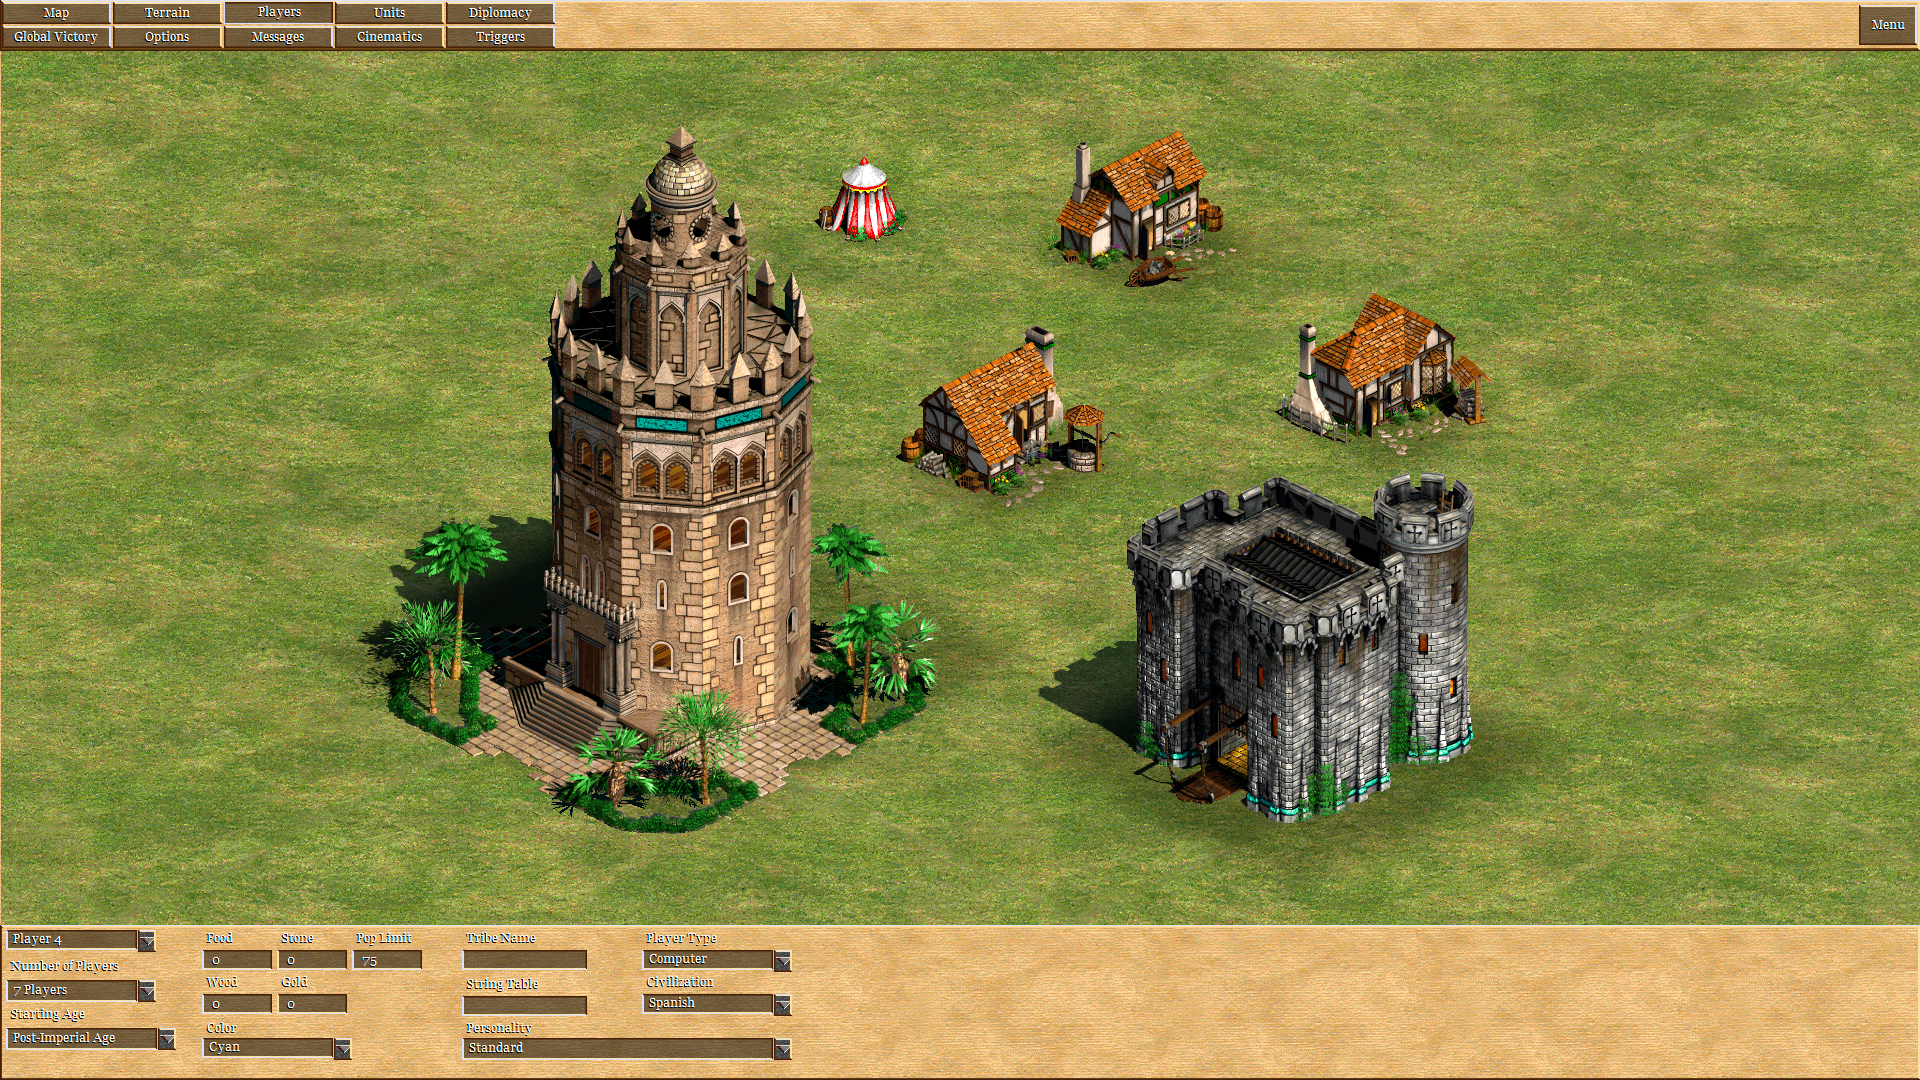 Map Terrain Players Units Diplomacy
Global Victory Options Messages Cinematics Triggers
Menu
Player 4
Number of Players
7 Players
Starting Age
Post-Imperial Age
Food Stone Pop Limit
0 0 75
Wood Gold
0 0
Color
Cyan
Tribe Name
String Table
Personality
Standard
Player Type
Computer
Civilization
Spanish